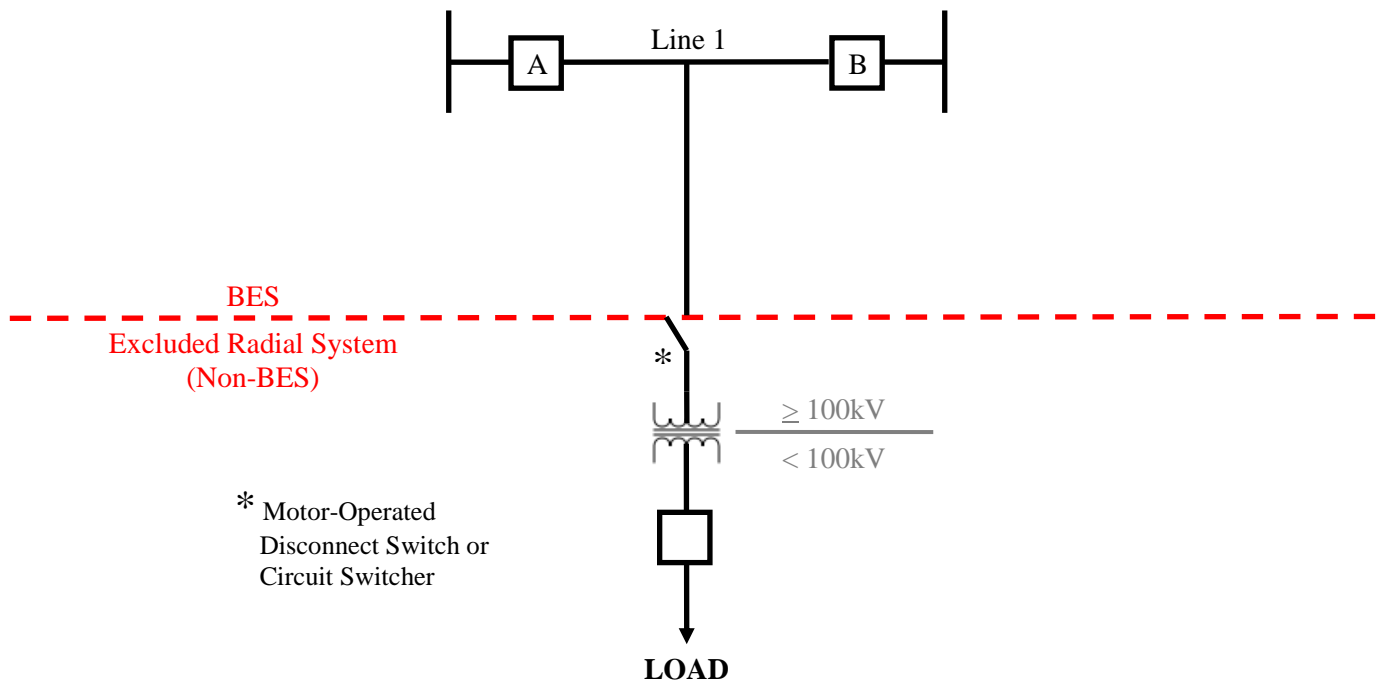 Line 1
A
B
BES
Excluded Radial System
(Non-BES)
*
≥ 100kV
< 100kV
* Motor-Operated
Disconnect Switch or
Circuit Switcher
LOAD